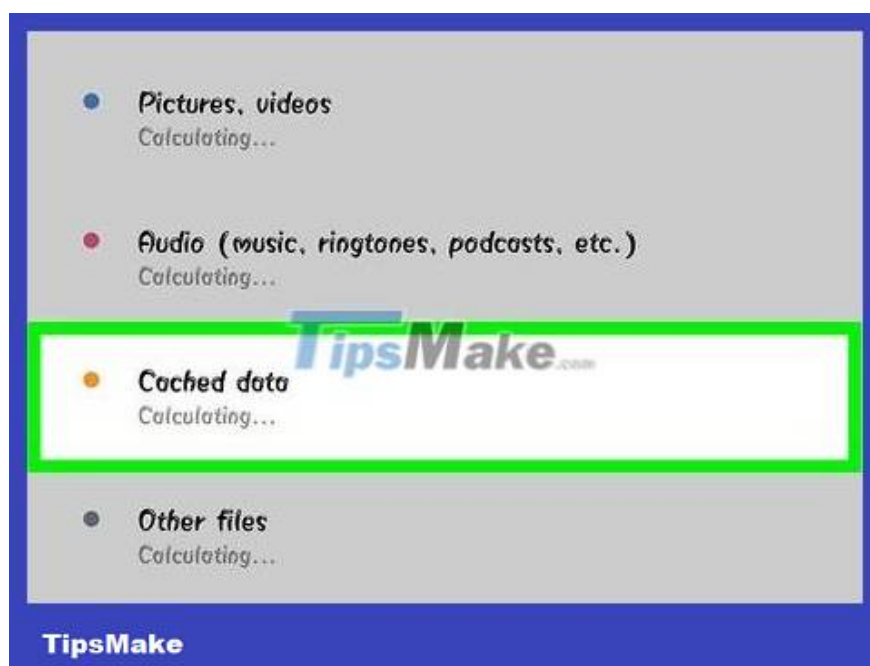 Pictures, videos
Calculating...
Audio (music, ringtones, podcasts, etc.)
Calculating...
TipsMake.com
Cached data
Calculating...
Other files
Calculating...
TipsMake